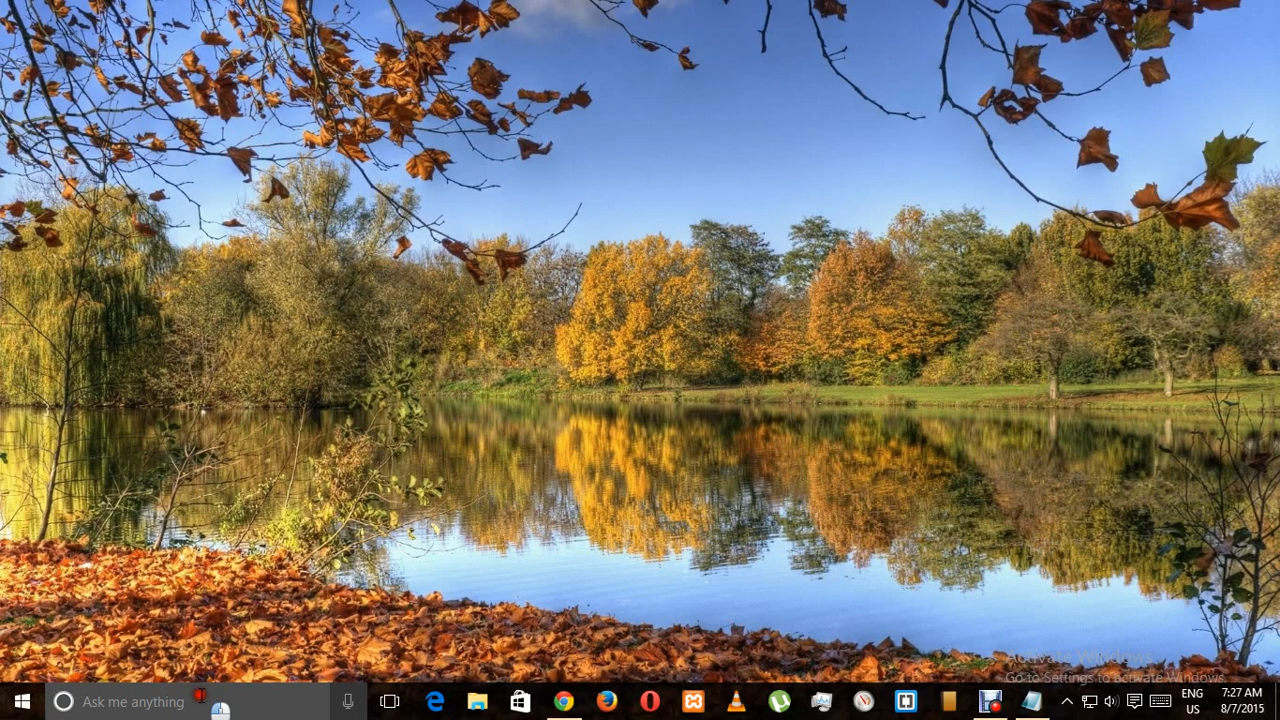 Activate Windows
Go to Settings to activate Windows.
Ask me anything
ENG
US
7:27 AM
8/7/2015